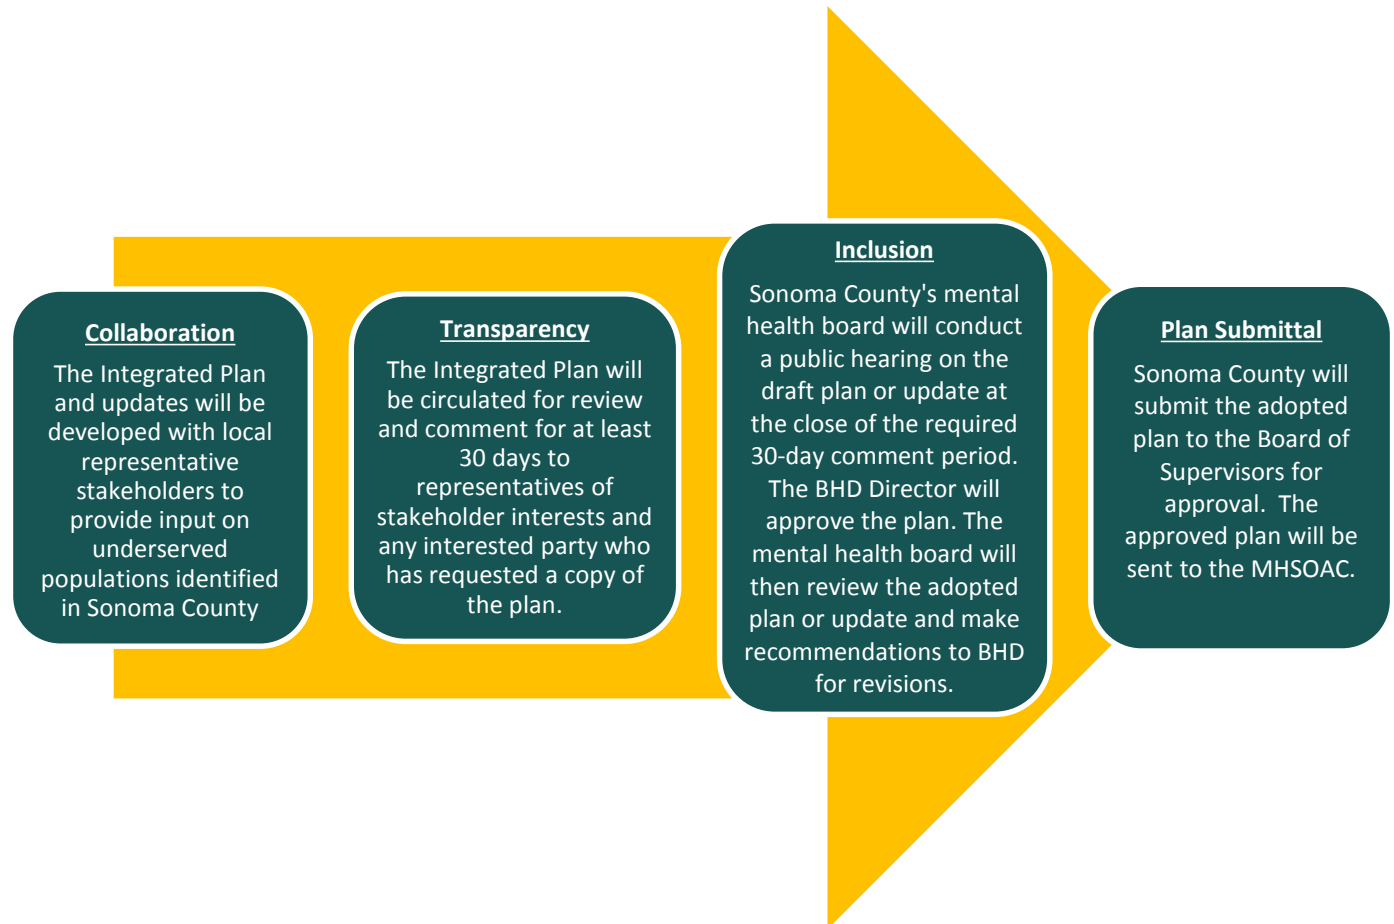 Collaboration
The Integrated Plan
and updates will be
developed with local
representative
stakeholders to
provide input on
underserved
populations identified
in Sonoma County
Transparency
The Integrated Plan will
be circulated for review
and comment for at least
30 days to
representatives of
stakeholder interests and
any interested party who
has requested a copy of
the plan.
Inclusion
Sonoma County's mental
health board will conduct
a public hearing on the
draft plan or update at
the close of the required
30-day comment period.
The BHD Director will
approve the plan. The
mental health board will
then review the adopted
plan or update and make
recommendations to BHD
for revisions.
Plan Submittal
Sonoma County will
submit the adopted
plan to the Board of
Supervisors for
approval.  The
approved plan will be
sent to the MHSOAC.